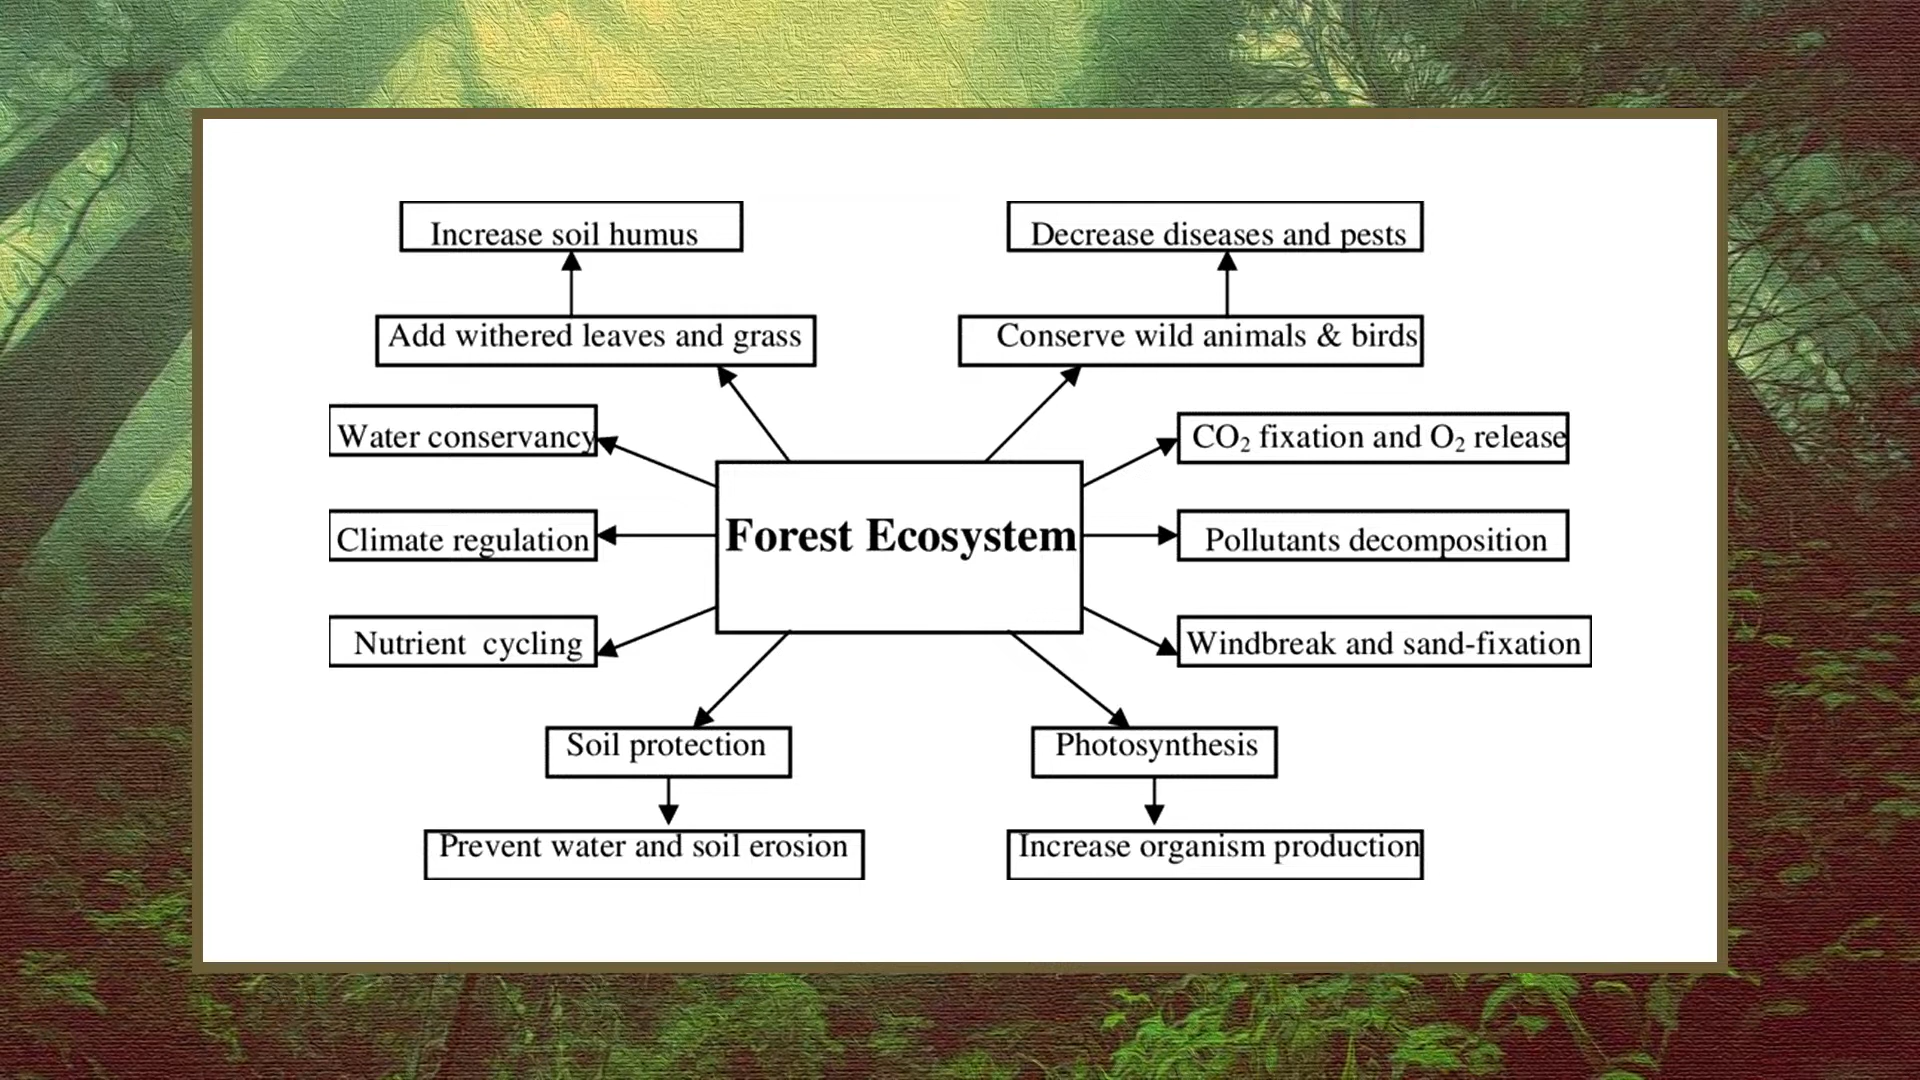 Increase soil humus
Decrease diseases and pests
Add withered leaves and grass
Conserve wild animals & birds
Water conservancy
CO₂ fixation and O₂ release
Forest Ecosystem
Climate regulation
Pollutants decomposition
Nutrient cycling
Windbreak and sand-fixation
Soil protection
Photosynthesis
Prevent water and soil erosion
Increase organism production